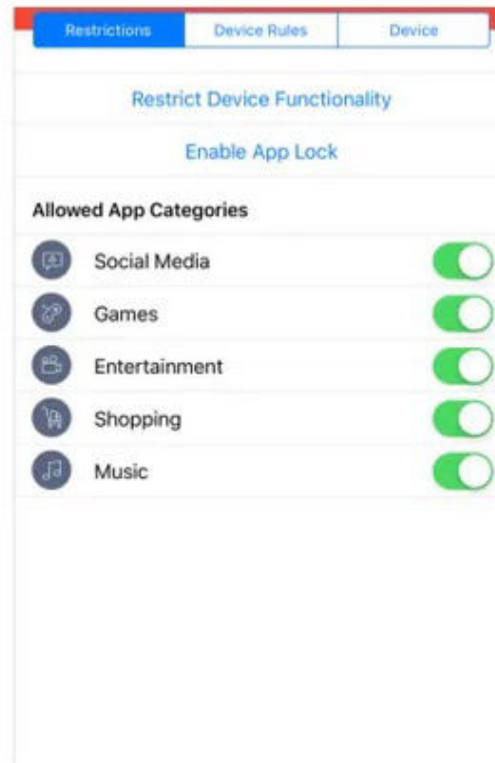 Restrictions Device Rules Device
Restrict Device Functionality
Enable App Lock
Allowed App Categories
Social Media
Games
Entertainment
Shopping
Music